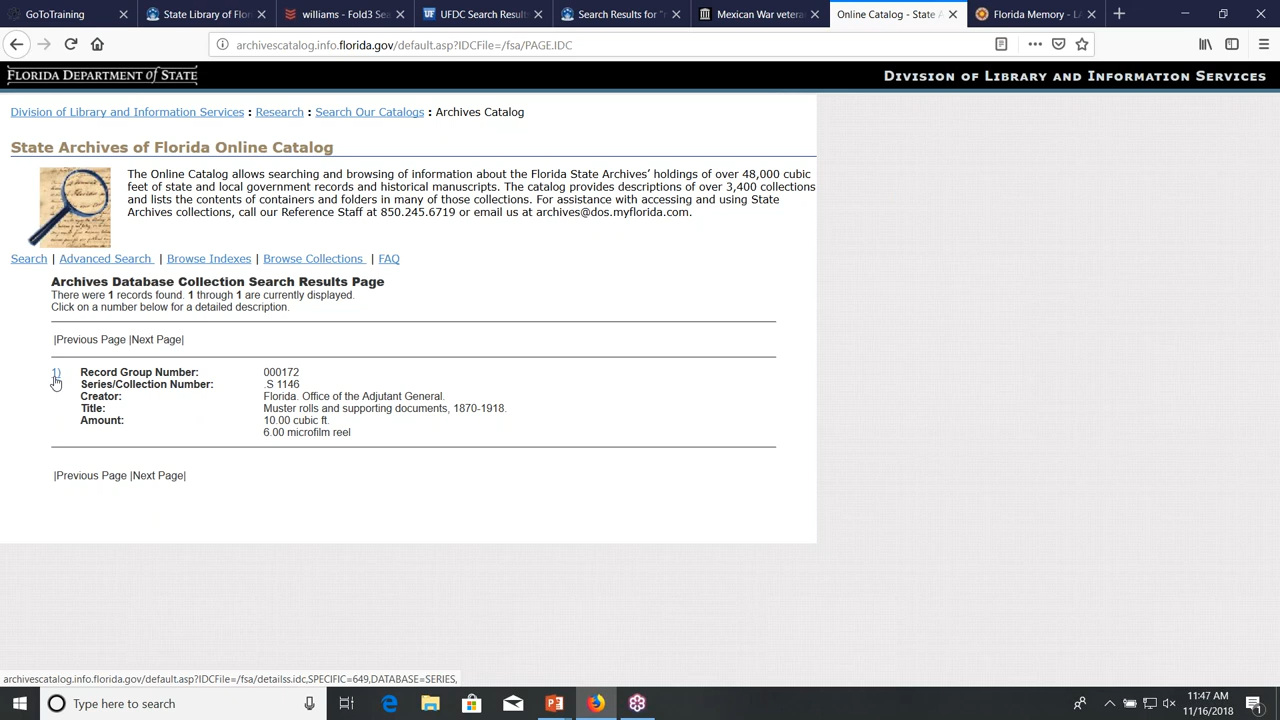 GoToTraining
State Library of Flor
williams - Fold3 Sea
UFDC Search Result
Search Results for "r
Mexican War vetera
Online Catalog - State A
Florida Memory - L
archivescatalog.info.florida.gov/default.asp?IDCFile=/fsa/PAGE.IDC
FLORIDA DEPARTMENT of STATE
DIVISION OF LIBRARY AND INFORMATION SERVICES
Division of Library and Information Services : Research : Search Our Catalogs : Archives Catalog
State Archives of Florida Online Catalog
The Online Catalog allows searching and browsing of information about the Florida State Archives' holdings of over 48,000 cubic
feet of state and local government records and historical manuscripts. The catalog provides descriptions of over 3,400 collections
and lists the contents of containers and folders in many of those collections. For assistance with accessing and using State
Archives collections, call our Reference Staff at 850.245.6719 or email us at archives@dos.myflorida.com.
Search | Advanced Search | Browse Indexes | Browse Collections | FAQ
Archives Database Collection Search Results Page
There were 1 records found. 1 through 1 are currently displayed.
Click on a number below for a detailed description.
|Previous Page |Next Page|
1) Record Group Number: 000172
Series/Collection Number: .S 1146
Creator: Florida. Office of the Adjutant General.
Title: Muster rolls and supporting documents, 1870-1918.
Amount: 10.00 cubic ft.
6.00 microfilm reel
|Previous Page |Next Page|
archivescatalog.info.florida.gov/default.asp?IDCFile=/fsa/detailss.idc,SPECIFIC=649,DATABASE=SERIES,
Type here to search
11:47 AM
11/16/2018